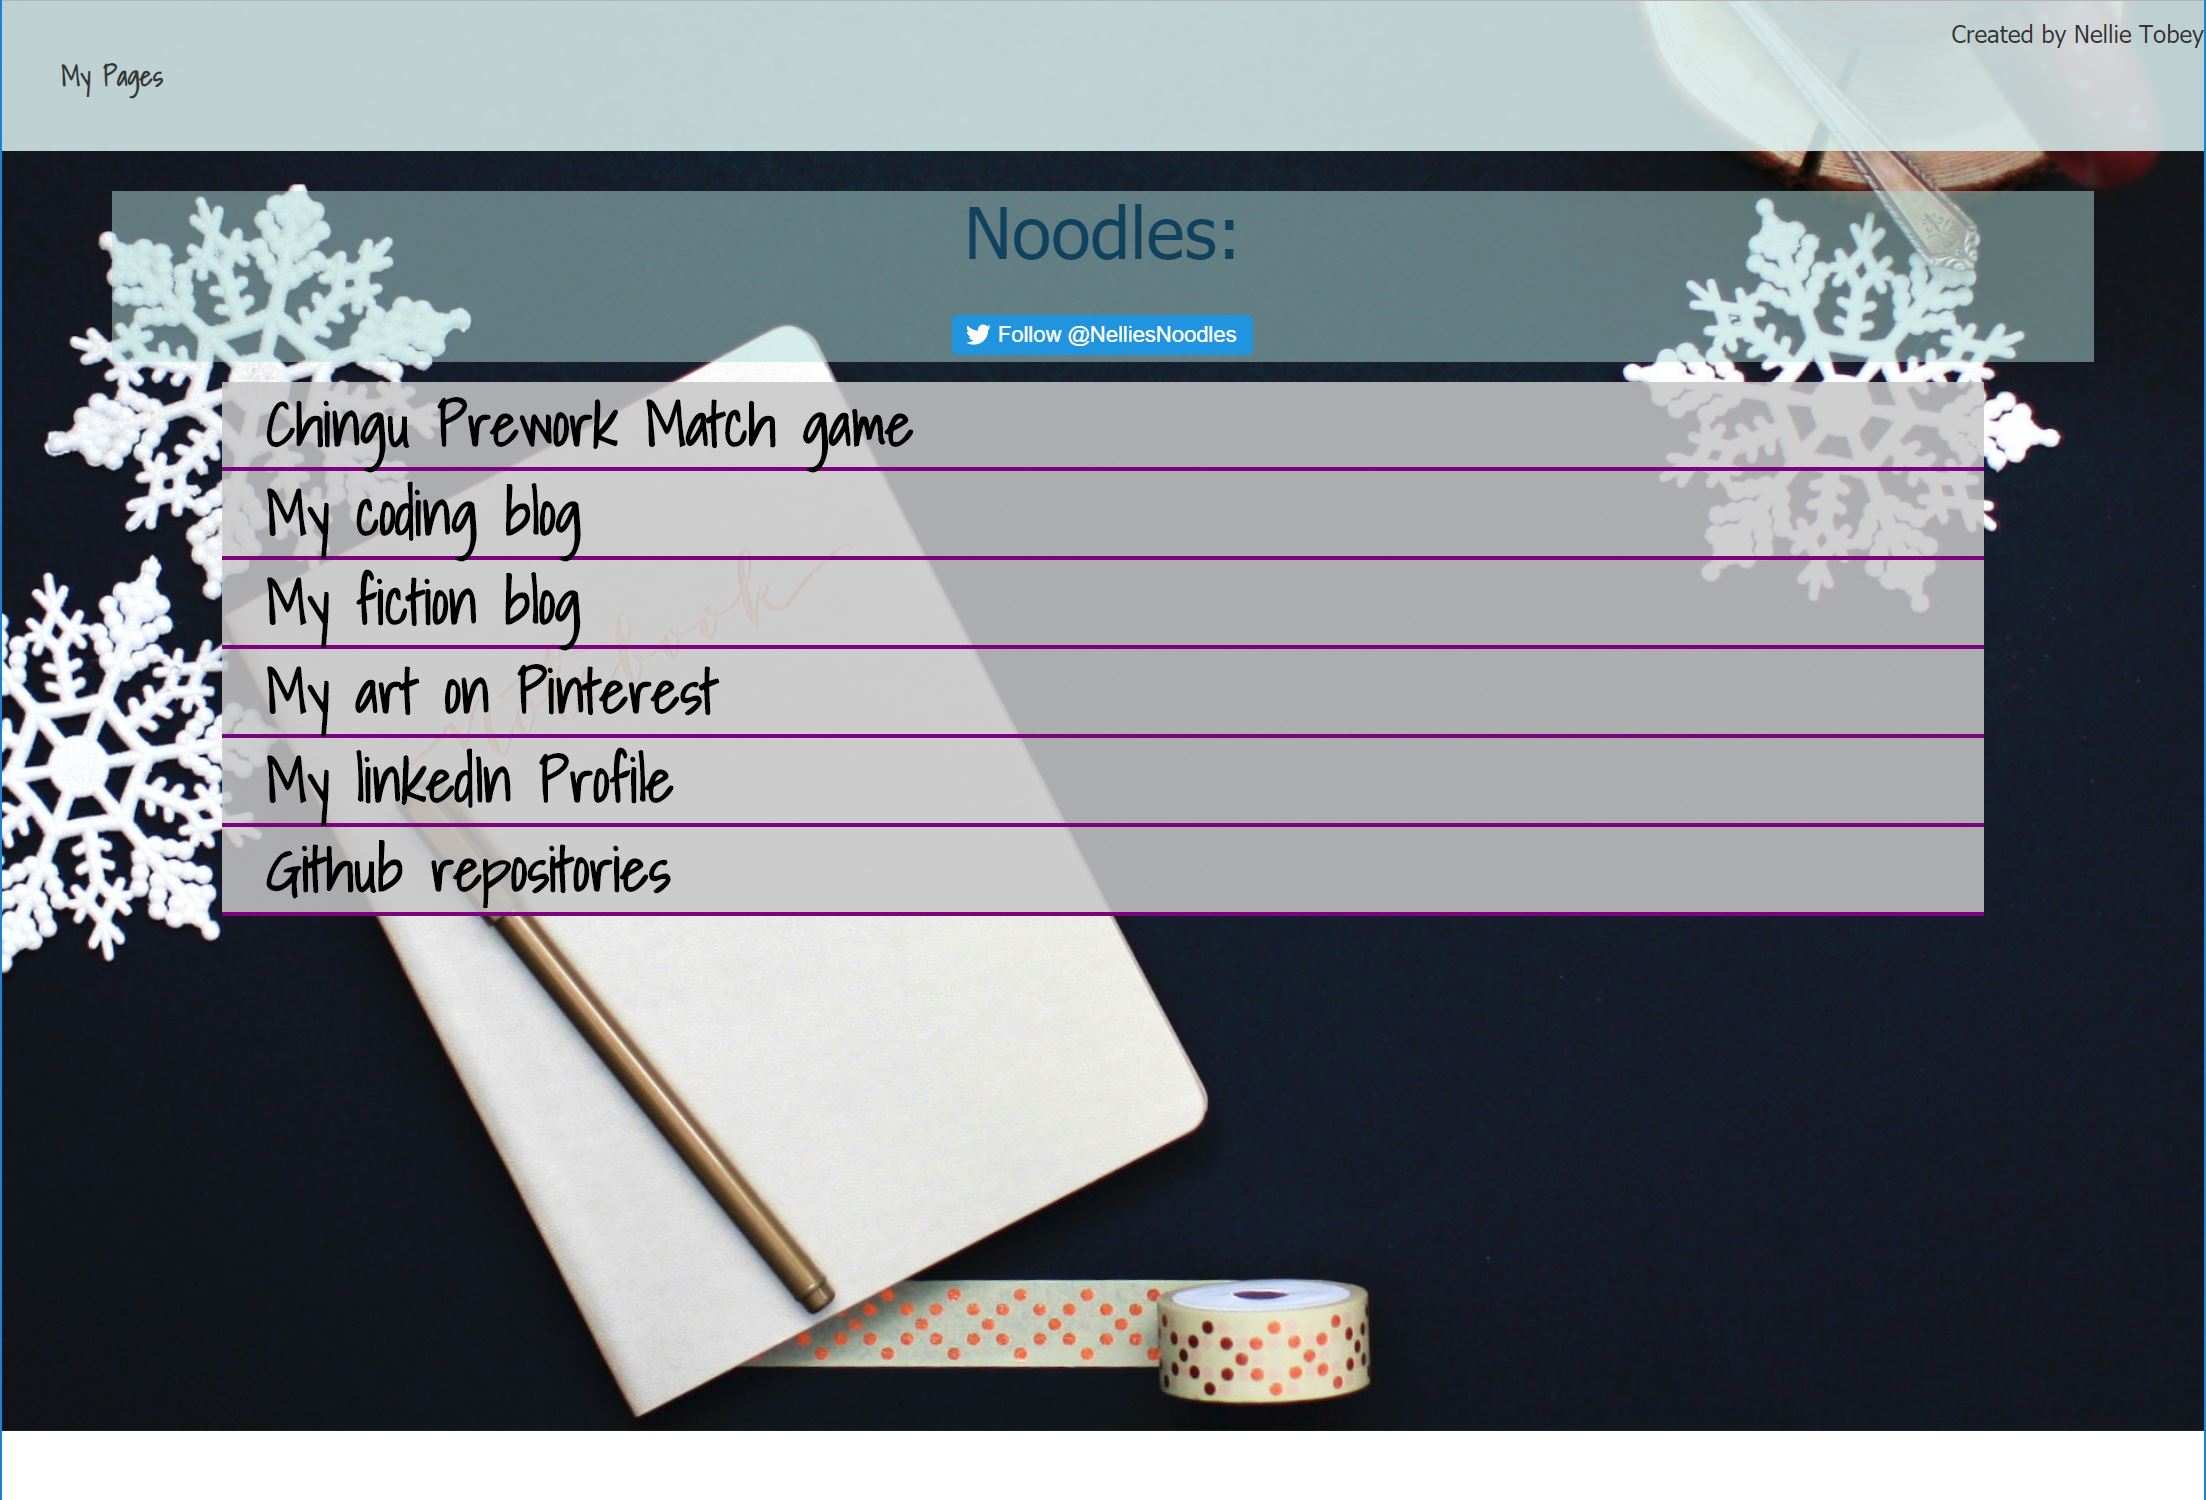 Created by Nellie Tobey
My Pages
Noodles:
Follow @NelliesNoodles
Chingu Prework Match game
My coding blog
My fiction blog
My art on Pinterest
My linkedIn Profile
Github repositories
Notebook